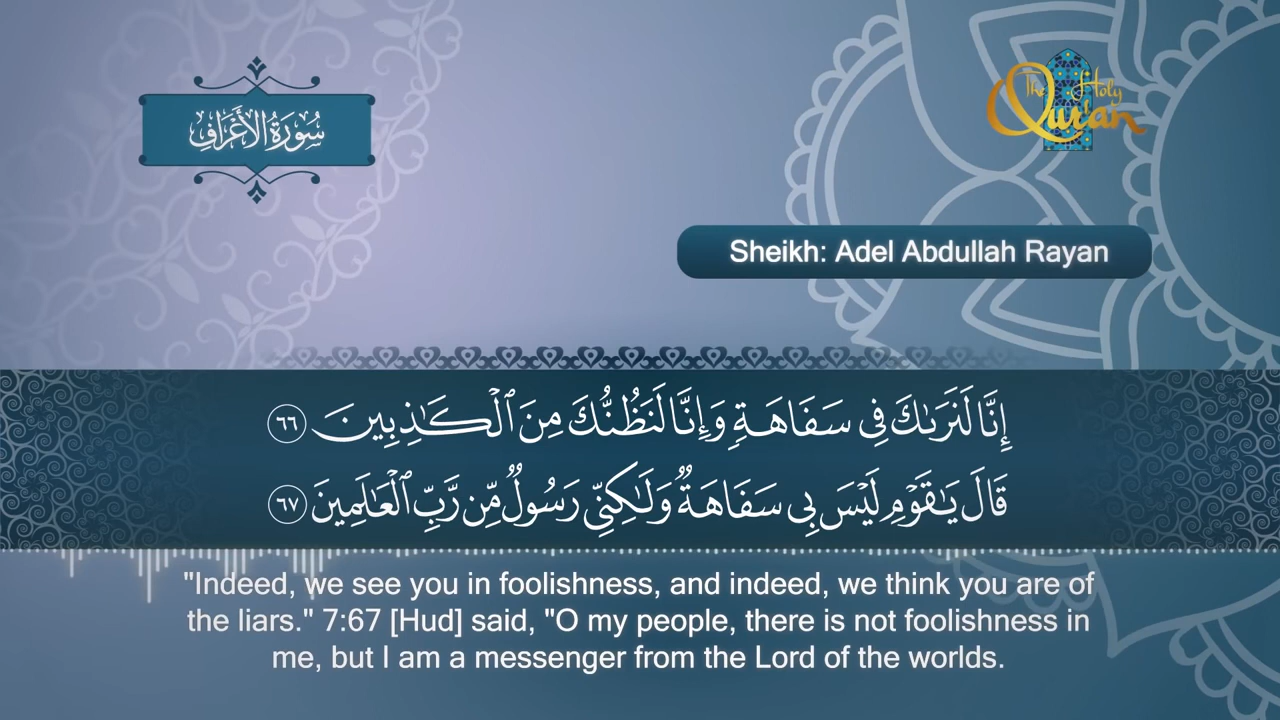 سُورَةُ الأَعْرَافِ
The Holy
Qur'an
Sheikh: Adel Abdullah Rayan
إِنَّا لَنَرَىٰكَ فِى سَفَاهَةٍ وَإِنَّا لَنَظُنُّكَ مِنَ ٱلْكَـٰذِبِينَ ٦٦
قَالَ يَـٰقَوْمِ لَيْسَ بِى سَفَاهَةٌ وَلَـٰكِنِّى رَسُولٌ مِّن رَّبِّ ٱلْعَـٰلَمِينَ ٦٧
"Indeed, we see you in foolishness, and indeed, we think you are of
the liars." 7:67 [Hud] said, "O my people, there is not foolishness in
me, but I am a messenger from the Lord of the worlds.